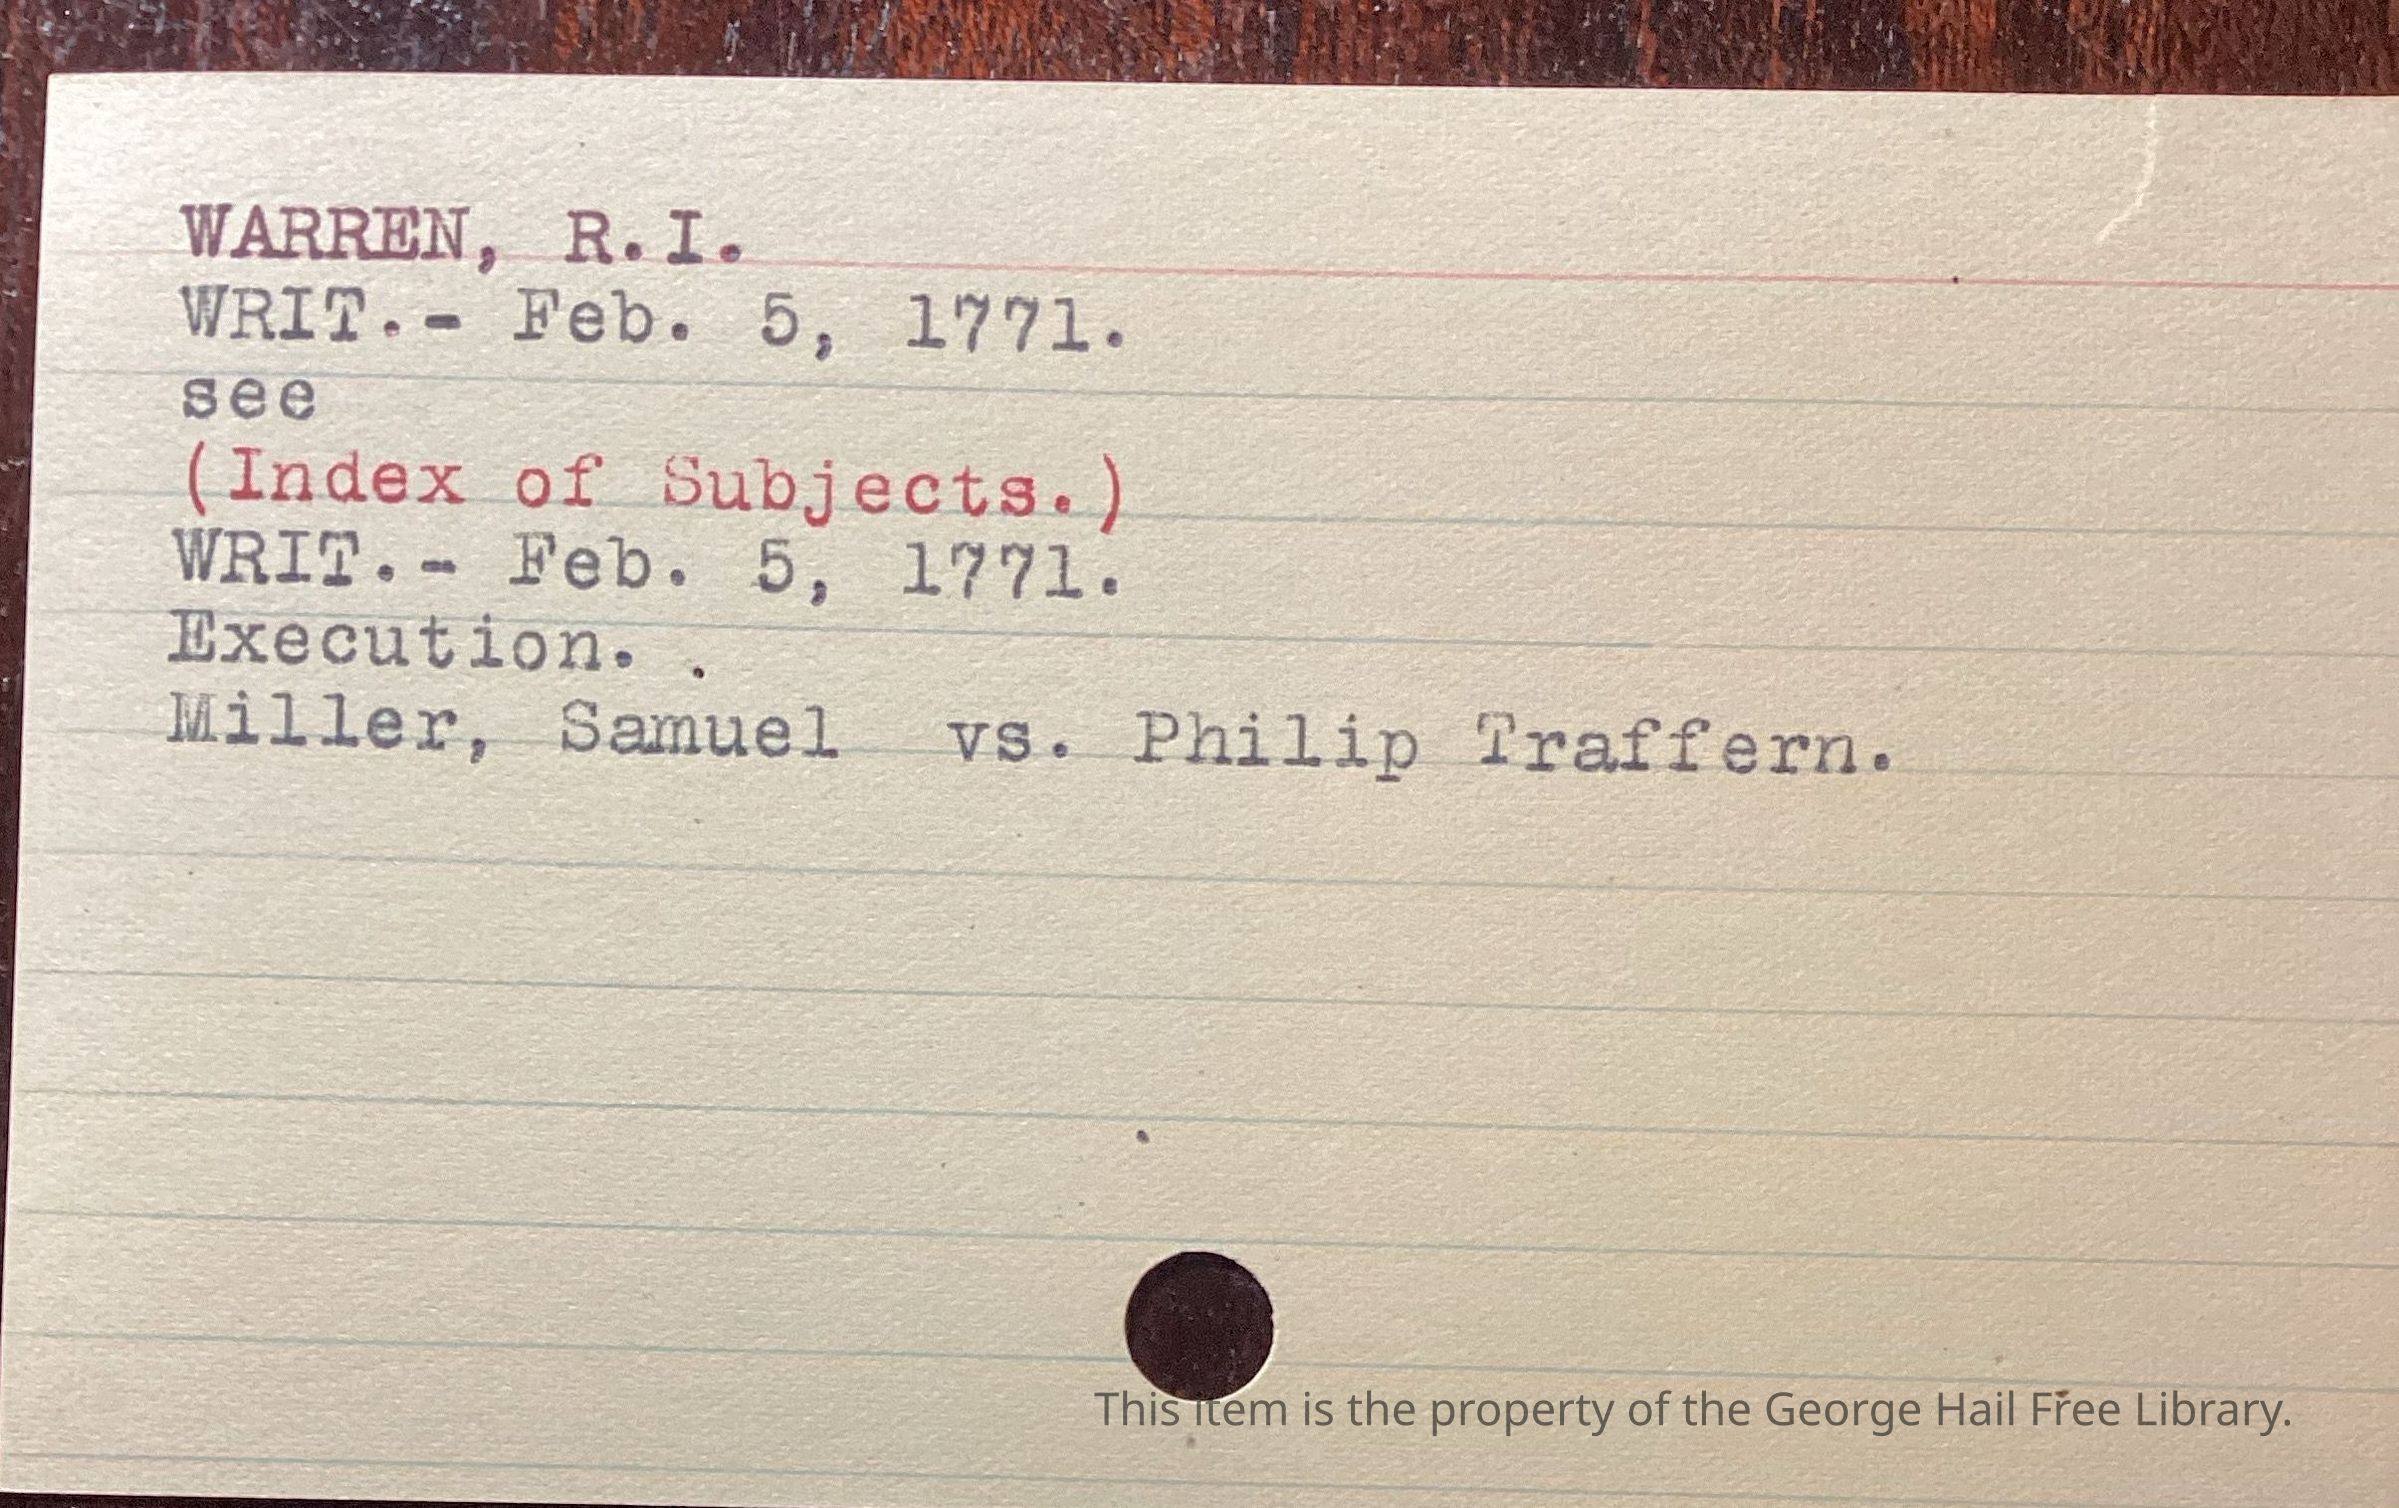 WARREN, R.I.
WRIT.- Feb. 5, 1771.
see
(Index of Subjects.)
WRIT.- Feb. 5, 1771.
Execution. .
Miller, Samuel  vs. Philip Traffern.
This item is the property of the George Hail Free Library.